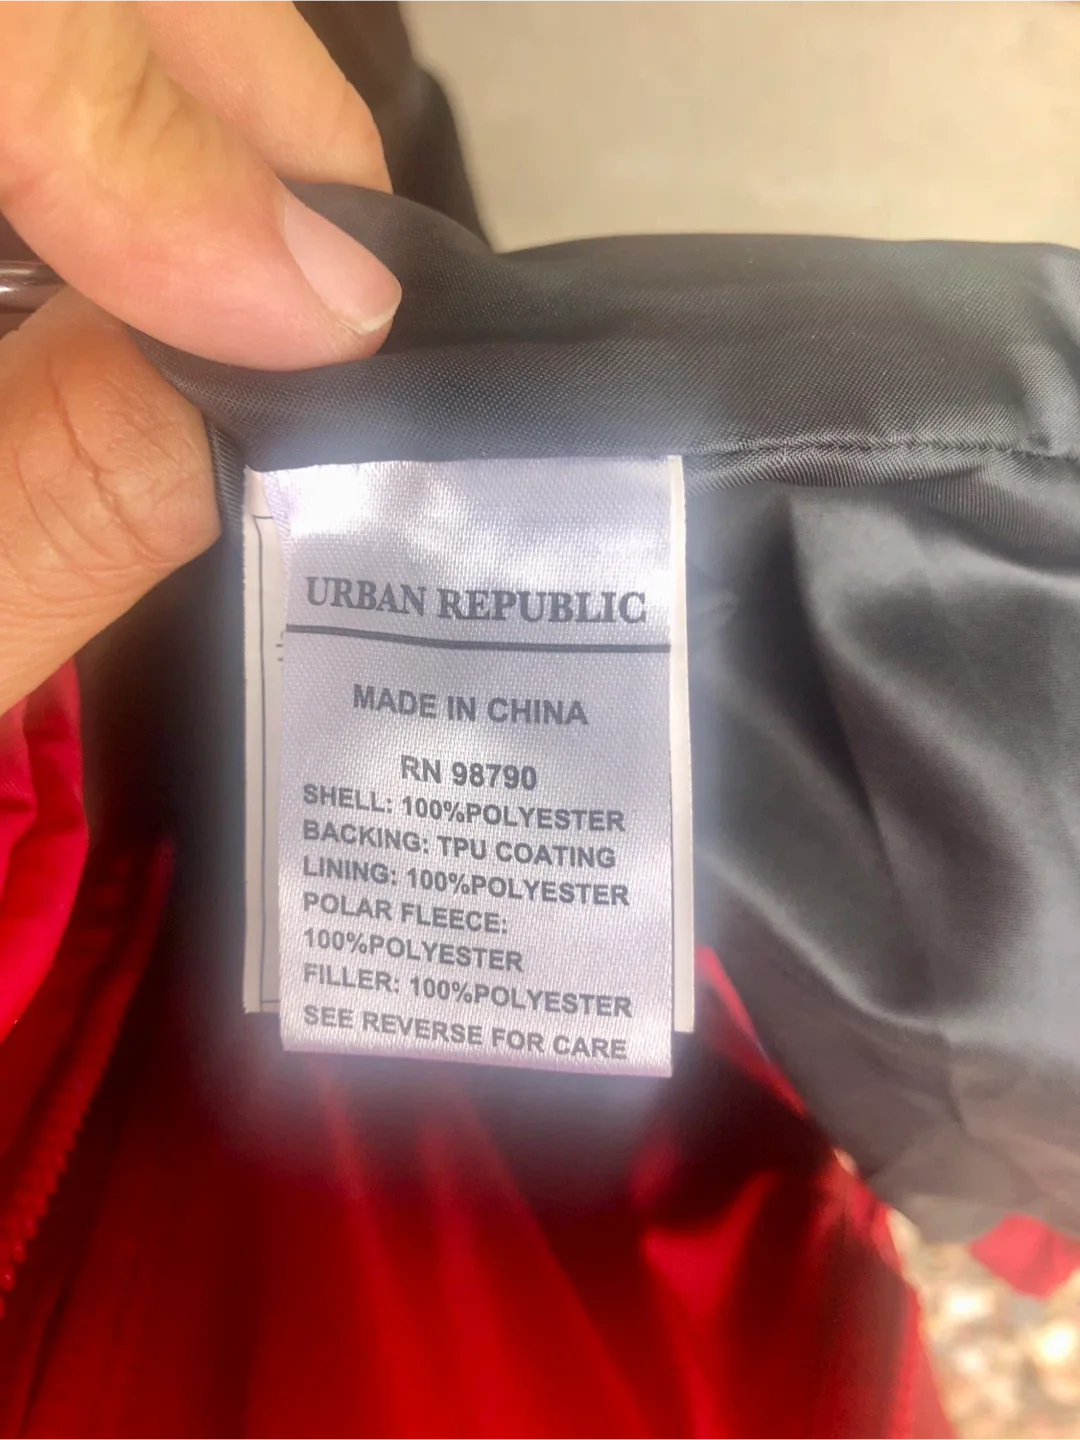 URBAN REPUBLIC
MADE IN CHINA
RN 98790
SHELL: 100%POLYESTER
BACKING: TPU COATING
LINING: 100%POLYESTER
POLAR FLEECE:
100%POLYESTER
FILLER: 100%POLYESTER
SEE REVERSE FOR CARE